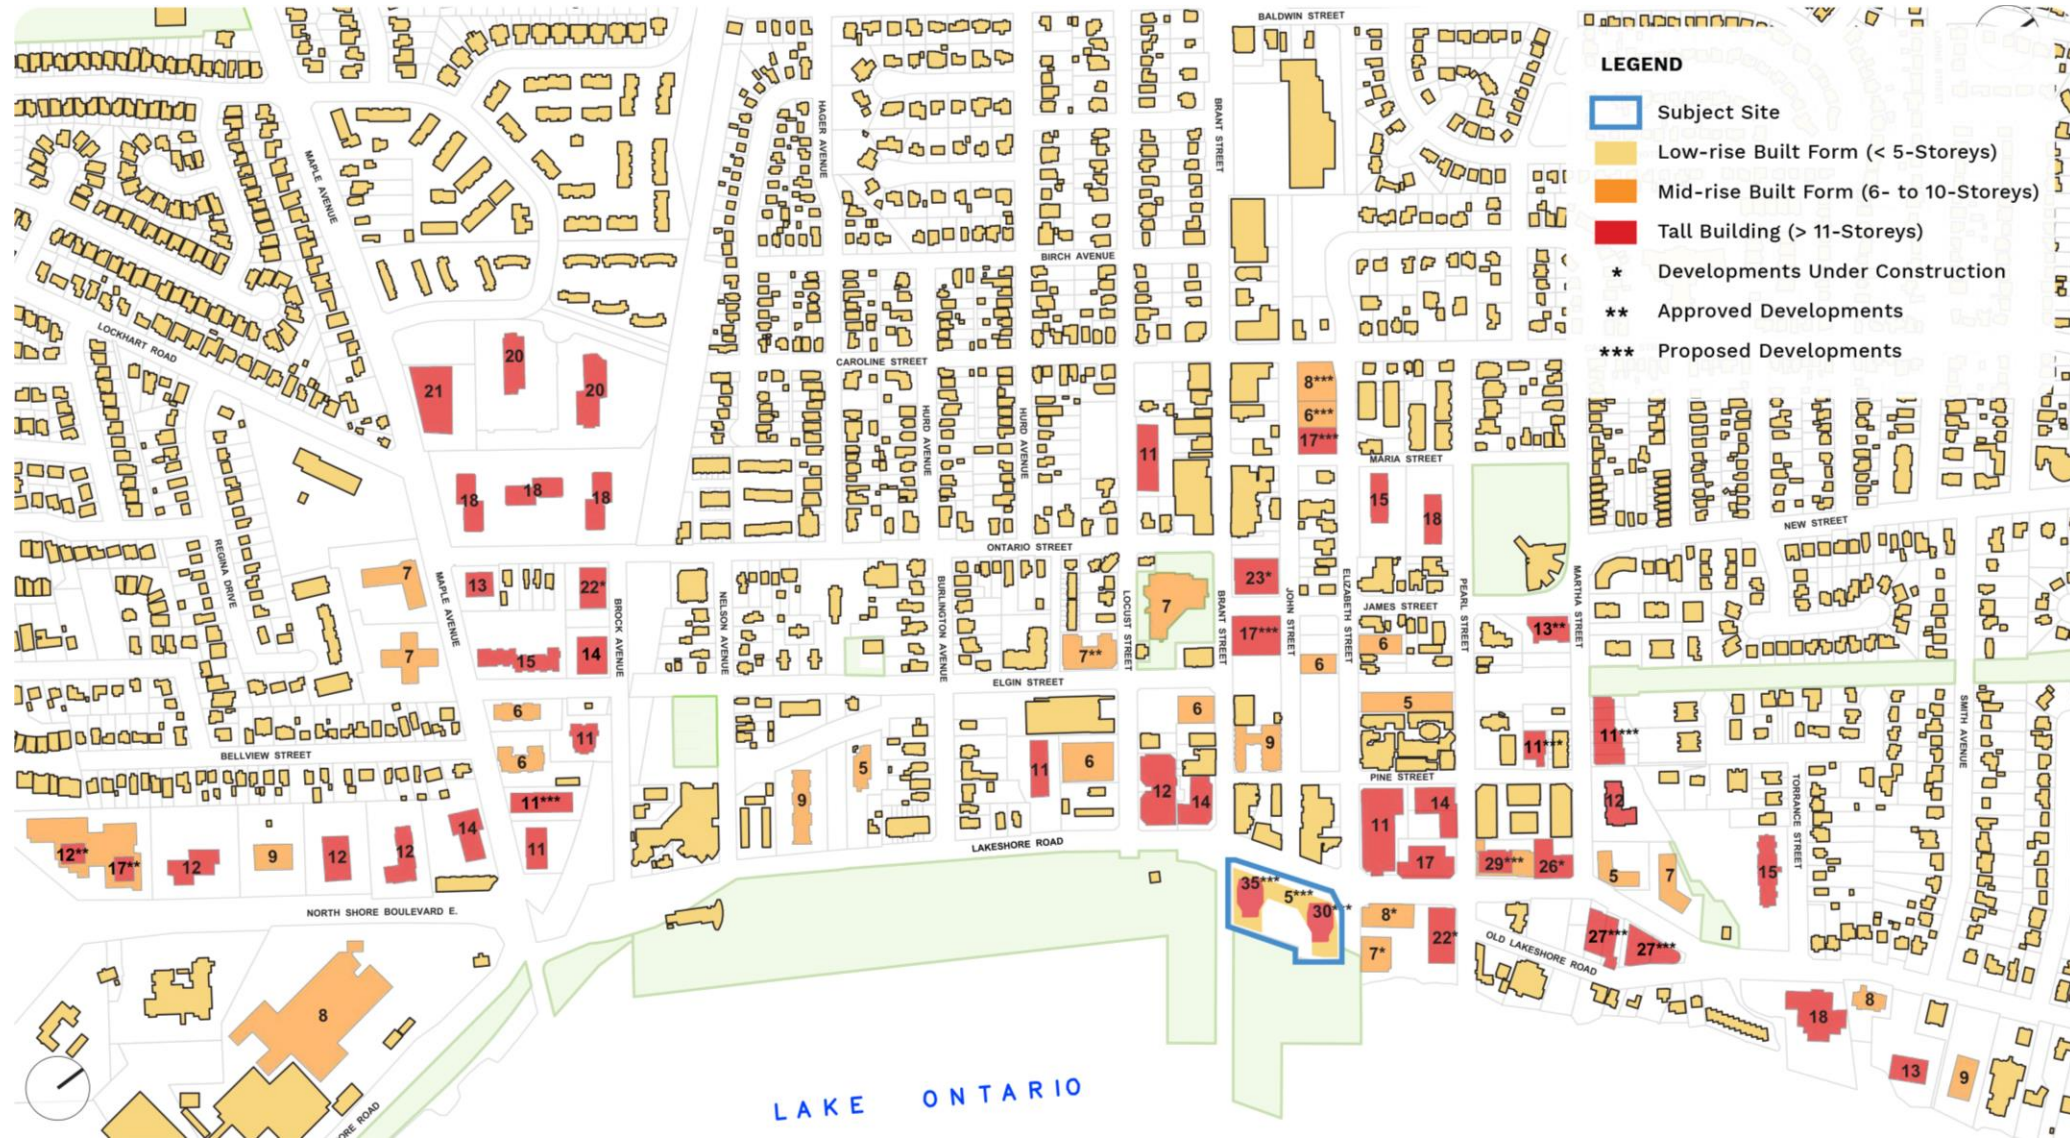 BALDWIN STREET
LEGEND
Subject Site
Low-rise Built Form (< 5-Storeys)
Mid-rise Built Form (6- to 10-Storeys)
Tall Building (> 11-Storeys)
* Developments Under Construction
** Approved Developments
*** Proposed Developments
HAGER AVENUE
BRANT STREET
MAPLE AVENUE
BIRCH AVENUE
LOCKHART ROAD
CAROLINE STREET
20
21
20
8***
6***
17***
HURD AVENUE
HURD AVENUE
11
MARIA STREET
18
18
18
15
18
NEW STREET
ONTARIO STREET
REGINA DRIVE
7
MAPLE AVENUE
13
22*
BROCK AVENUE
NELSON AVENUE
BURLINGTON AVENUE
LOCUST STREET
7
BRANT STREET
23*
JOHN STREET
ELIZABETH STREET
JAMES STREET
PEARL STREET
MARTHA STREET
17***
13**
7
15
14
7**
6
6
ELGIN STREET
6
11
6
5
SMITH AVENUE
BELLVIEW STREET
6
5
11
6
9
11***
11***
PINE STREET
TORRANCE STREET
11***
9
12
14
11
14
12
14
LAKESHORE ROAD
12**
17**
12
9
12
12
11
17
29***
26*
5
7
15
35***
5***
30***
NORTH SHORE BOULEVARD E.
8*
22*
7*
OLD LAKESHORE ROAD
27***
27***
8
18
8
13
9
LAKE ONTARIO
ORE ROAD